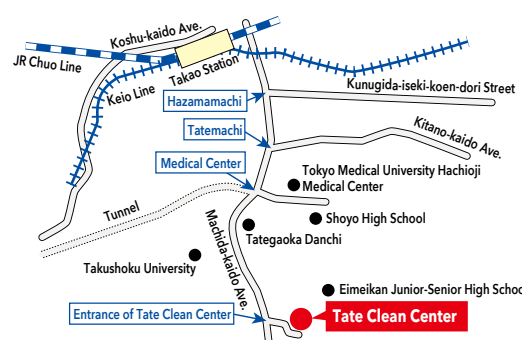 Koshu-kaido Ave.
JR Chuo Line
Takao Station
Keio Line
Kunugida-iseki-koen-dori Street
Hazamamachi
Kitano-kaido Ave.
Tatemachi
Medical Center
Tokyo Medical University Hachioji
Medical Center
Tunnel
Shoyo High School
Machida-kaido Ave.
Tategaoka Danchi
Takushoku University
Eimeikan Junior-Senior High Schoo
Entrance of Tate Clean Center
Tate Clean Center